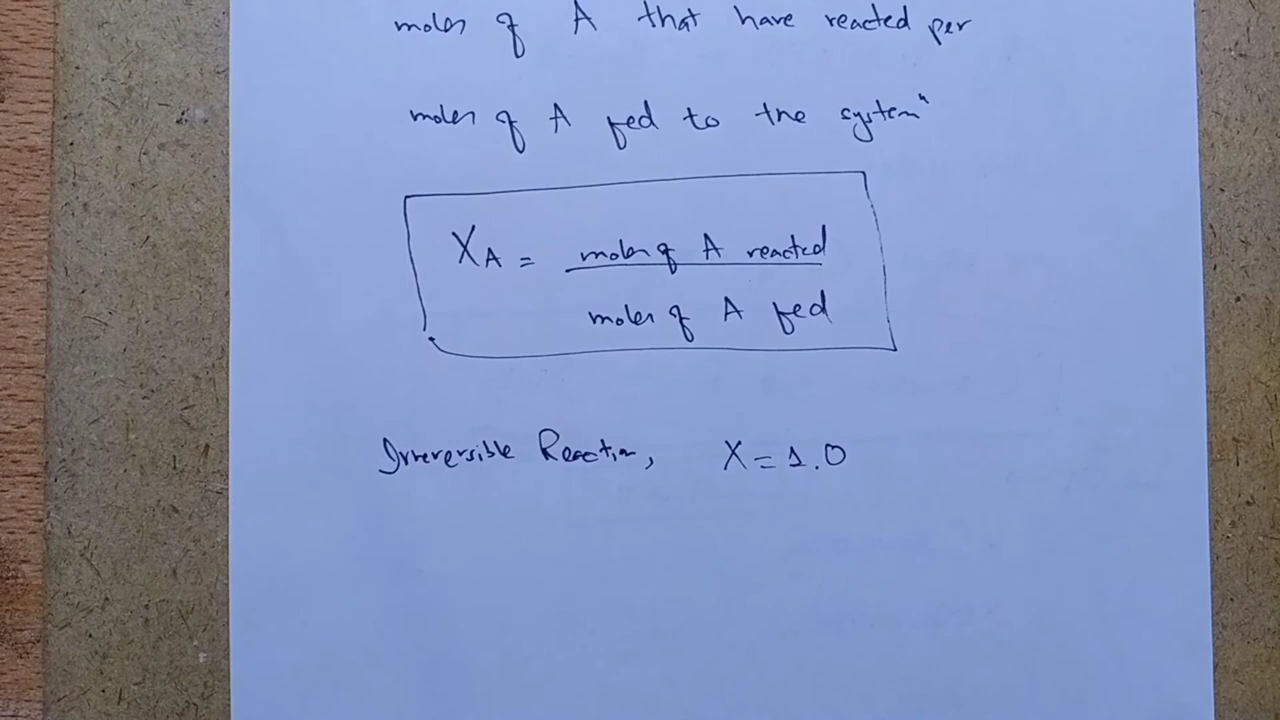 moles of A that have reacted per
moles of A fed to the system"
X_A = moles of A reacted
moles of A fed
Irreversible Reaction, X = 1.0